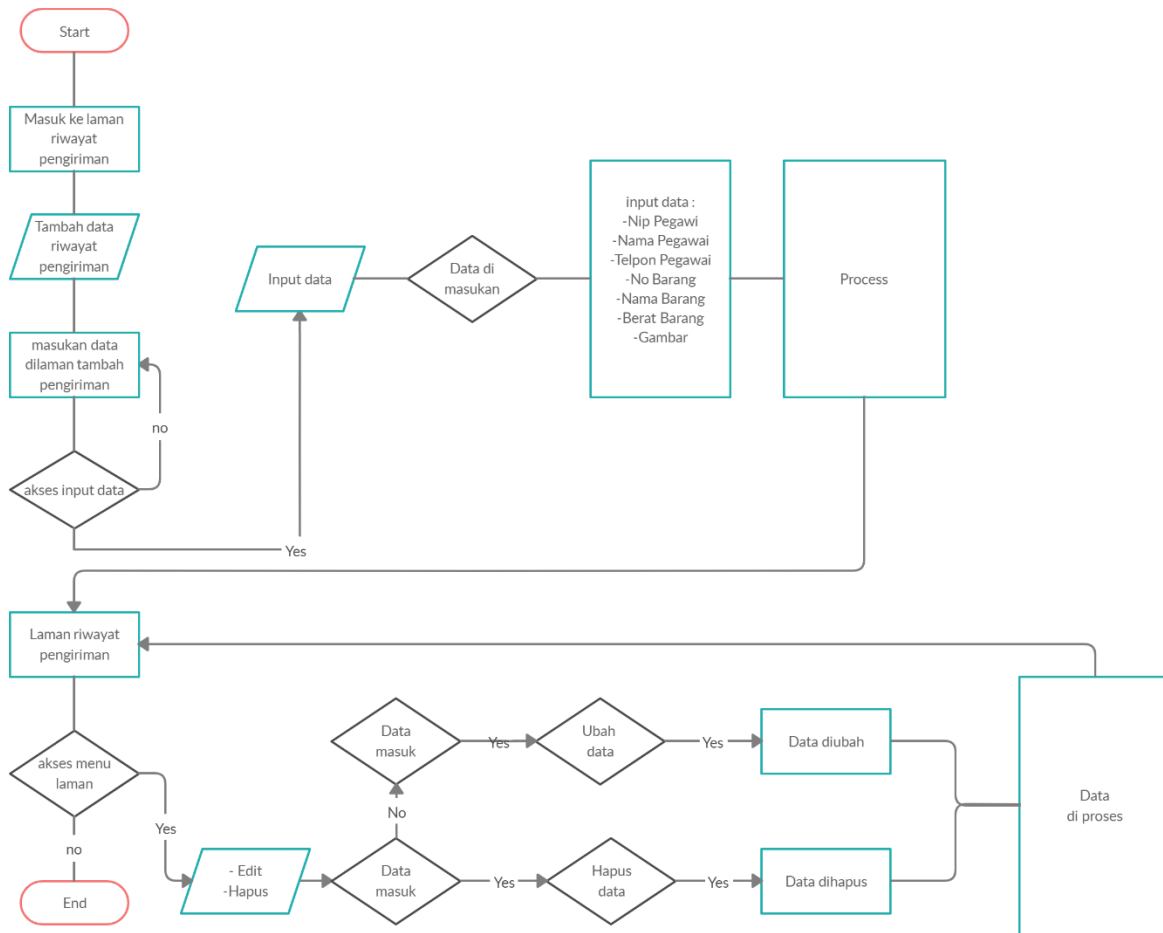 Start
Masuk ke laman
riwayat
pengiriman
Tambah data
riwayat
pengiriman
masukan data
dilaman tambah
pengiriman
no
akses input data
Yes
Input data
Data di
masukan
input data :
-Nip Pegawi
-Nama Pegawai
-Telpon Pegawai
-No Barang
-Nama Barang
-Berat Barang
-Gambar
Process
Laman riwayat
pengiriman
akses menu
laman
no
End
Yes
- Edit
-Hapus
Data
masuk
No
Data
masuk
Yes
Ubah
data
Yes
Data diubah
Yes
Hapus
data
Yes
Data dihapus
Data
di proses